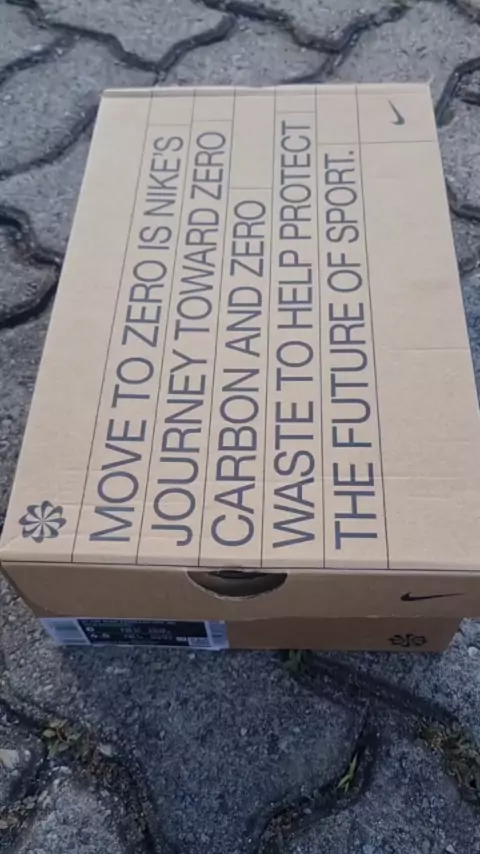 MOVE TO ZERO IS NIKE'S
JOURNEY TOWARD ZERO
CARBON AND ZERO
WASTE TO HELP PROTECT
THE FUTURE OF SPORT.